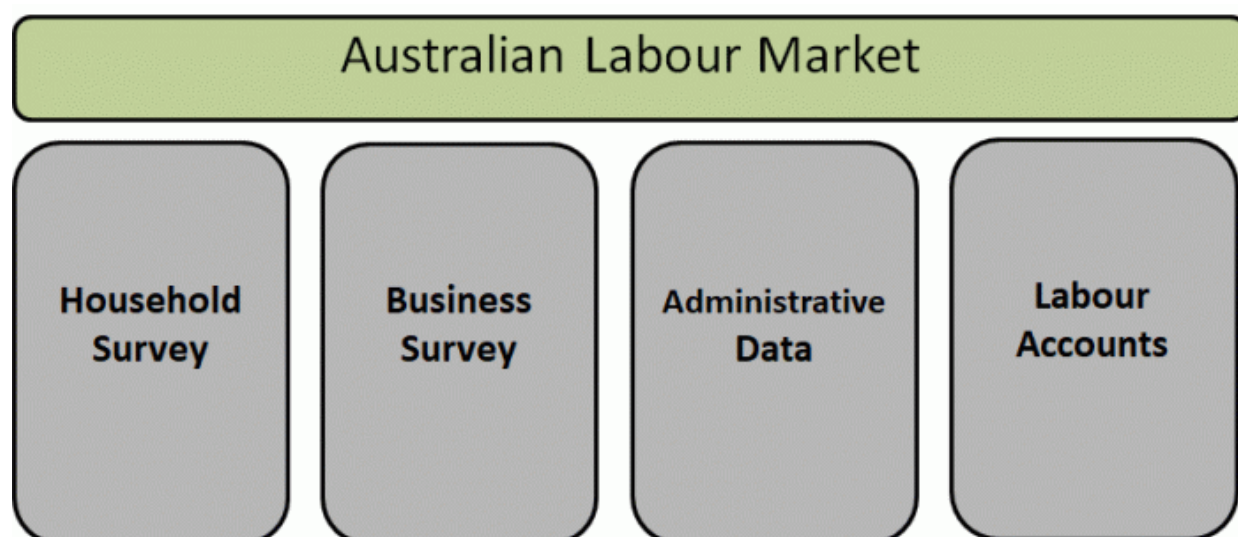 Australian Labour Market
Household
Survey
Business
Survey
Administrative
Data
Labour
Accounts